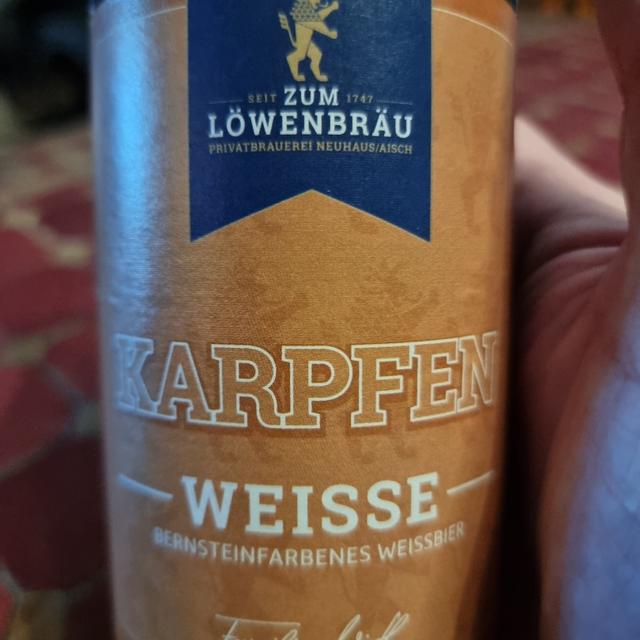 SEIT ZUM 1747
LÖWENBRÄU
PRIVATBRAUEREI NEUHAUS/AISCH
KARPFEN
WEISSE
BERNSTEINFARBENES WEISSBIER